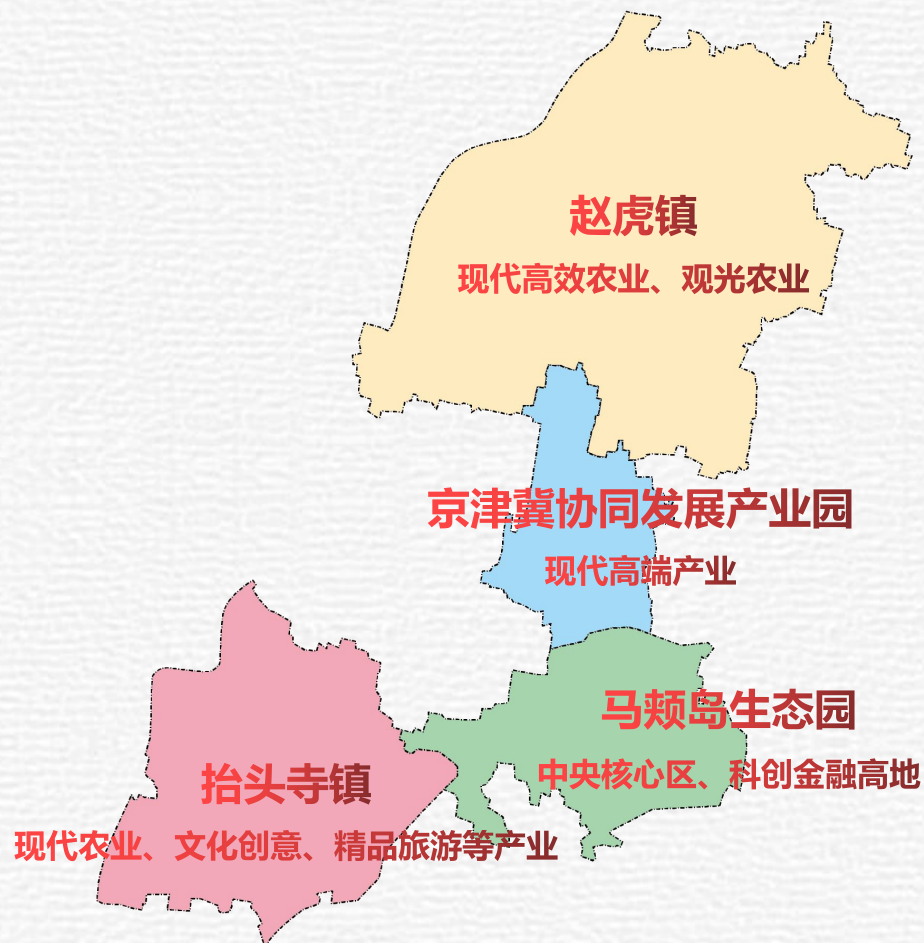 赵虎镇
现代高效农业、观光农业
京津冀协同发展产业园
现代高端产业
马颊岛生态园
中央核心区、科创金融高地
抬头寺镇
现代农业、文化创意、精品旅游等产业